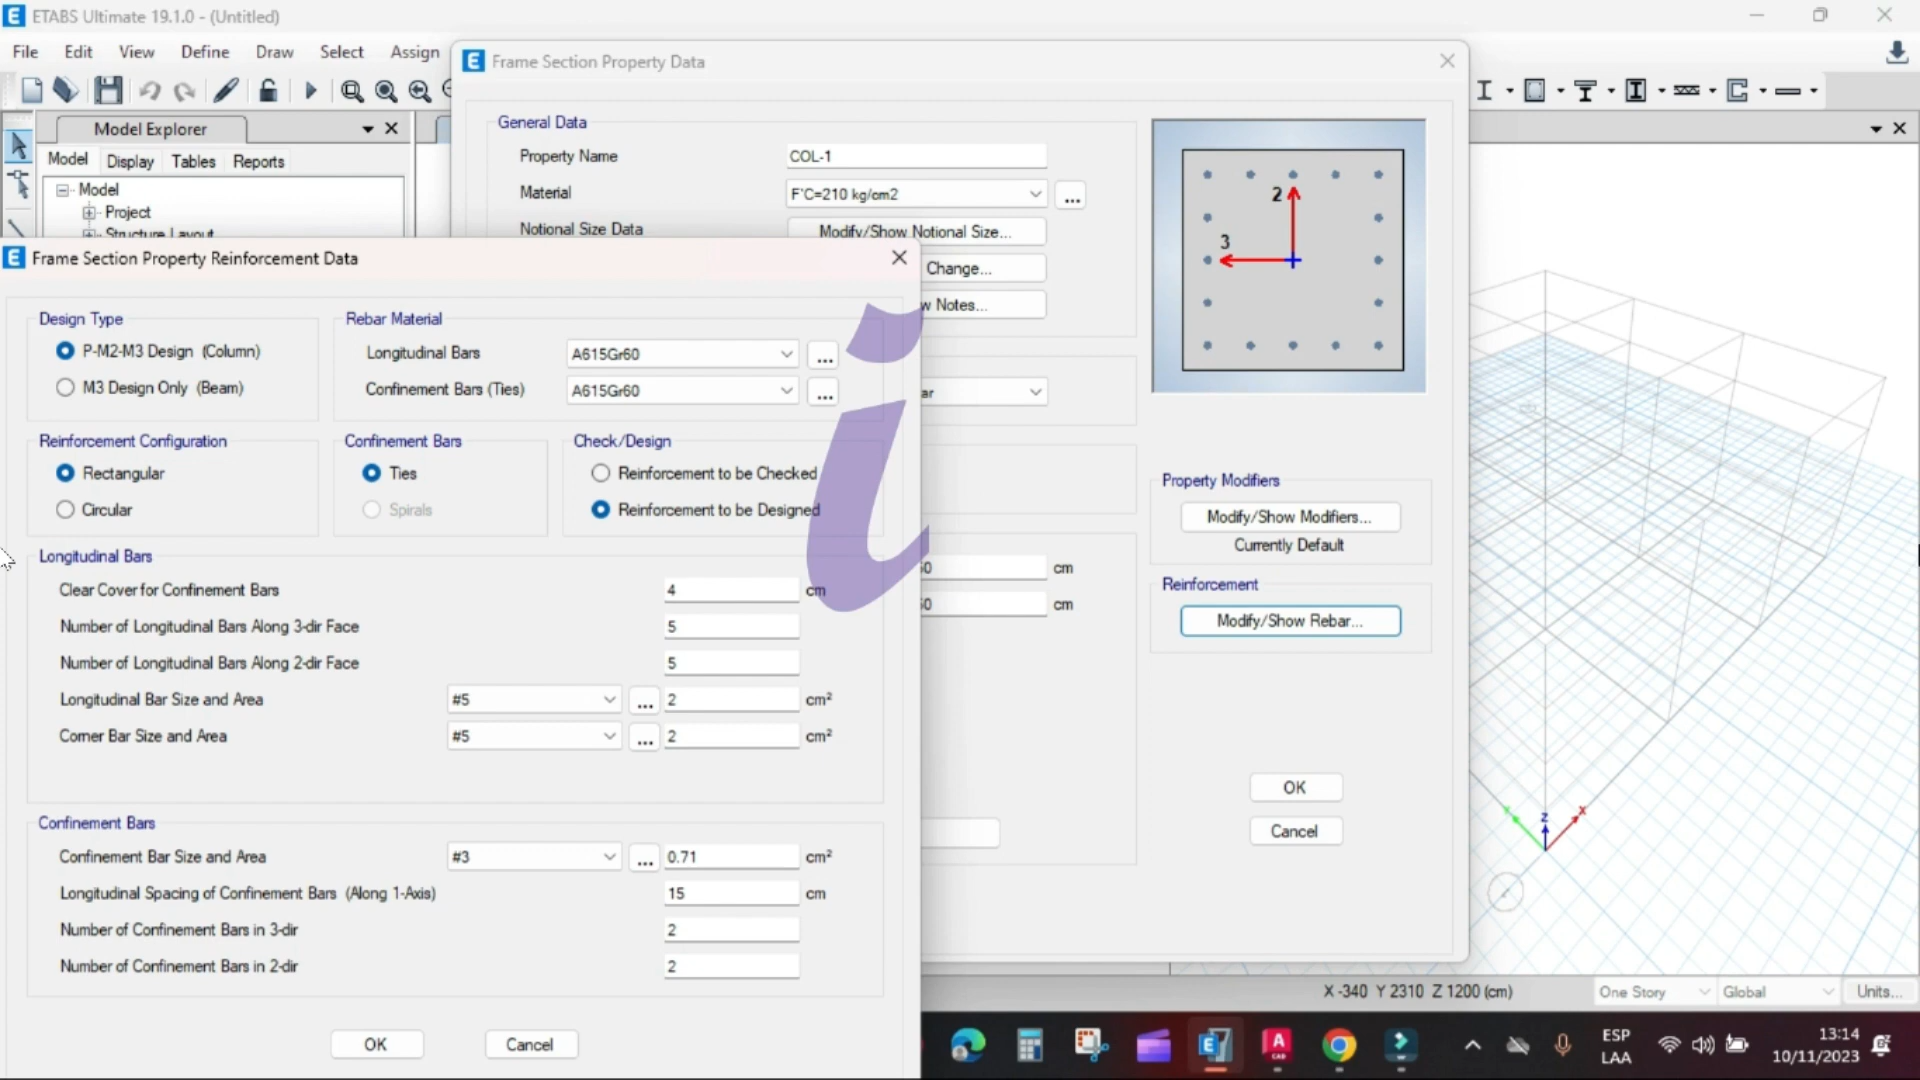 ETABS Ultimate 19.1.0 - (Untitled)
File Edit View Define Draw Select Assign
Frame Section Property Data
Model Explorer
Model Display Tables Reports
Model
Project
Structure Layout
General Data
Property Name COL-1
Material F'C=210 kg/cm2 ...
Notional Size Data Modify/Show Notional Size...
Change...
w Notes...
2
3
Property Modifiers
Modify/Show Modifiers...
Currently Default
cm
cm
Reinforcement
Modify/Show Rebar...
OK
Cancel
Frame Section Property Reinforcement Data
Design Type
P-M2-M3 Design (Column)
M3 Design Only (Beam)
Rebar Material
Longitudinal Bars A615Gr60 ...
Confinement Bars (Ties) A615Gr60 ...
Reinforcement Configuration
Rectangular
Circular
Confinement Bars
Ties
Spirals
Check/Design
Reinforcement to be Checked
Reinforcement to be Designed
i
Longitudinal Bars
Clear Cover for Confinement Bars 4 cm
Number of Longitudinal Bars Along 3-dir Face 5
Number of Longitudinal Bars Along 2-dir Face 5
Longitudinal Bar Size and Area #5 ... 2 cm²
Corner Bar Size and Area #5 ... 2 cm²
Confinement Bars
Confinement Bar Size and Area #3 ... 0.71 cm²
Longitudinal Spacing of Confinement Bars (Along 1-Axis) 15 cm
Number of Confinement Bars in 3-dir 2
Number of Confinement Bars in 2-dir 2
OK Cancel
Y Z X
X -340 Y 2310 Z 1200 (cm) One Story Global Units...
ESP
LAA
13:14
10/11/2023